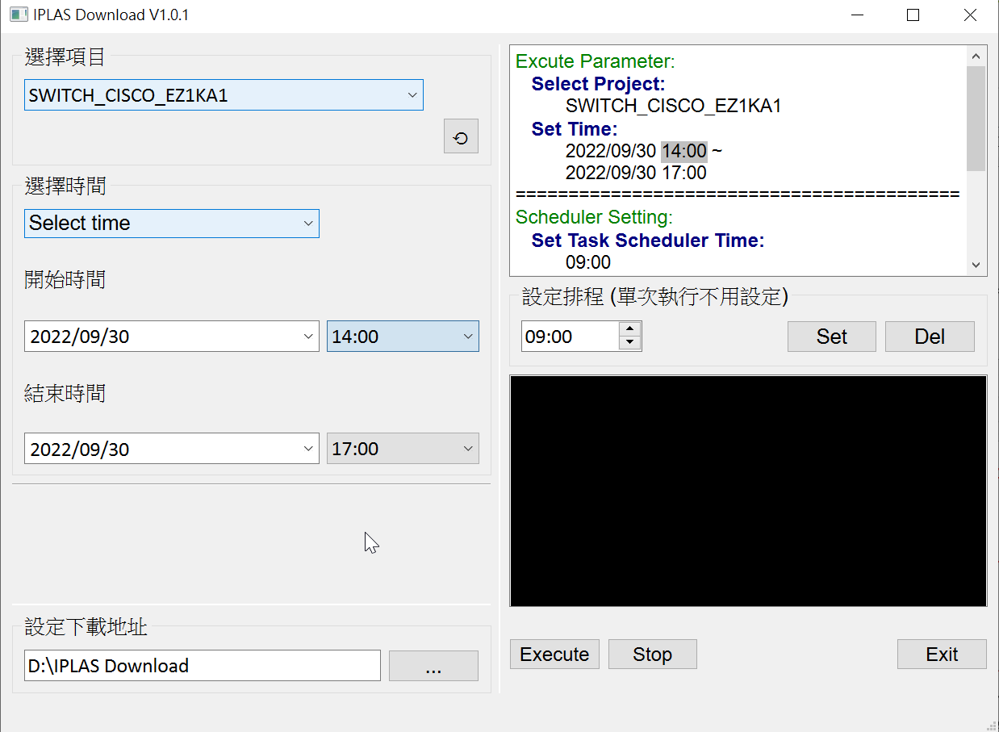 IPLAS Download V1.0.1
選擇項目
SWITCH_CISCO_EZ1KA1
選擇時間
Select time
開始時間
2022/09/30 14:00
結束時間
2022/09/30 17:00
設定下載地址
D:\IPLAS Download ...
Excute Parameter:
Select Project:
SWITCH_CISCO_EZ1KA1
Set Time:
2022/09/30 14:00 ~
2022/09/30 17:00
==========================================
Scheduler Setting:
Set Task Scheduler Time:
09:00
設定排程 (單次執行不用設定)
09:00 Set Del
Execute Stop Exit